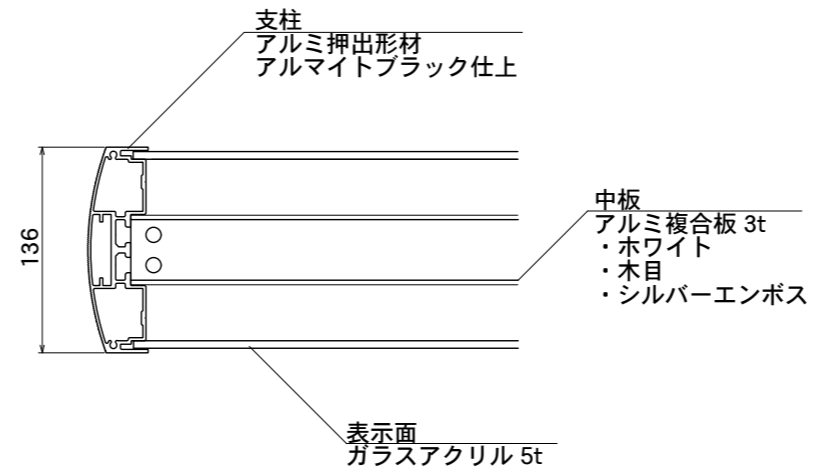 支柱
アルミ押出形材
アルマイトブラック仕上
136
中板
アルミ複合板 3t
・ホワイト
・木目
・シルバーエンボス
表示面
ガラスアクリル 5t